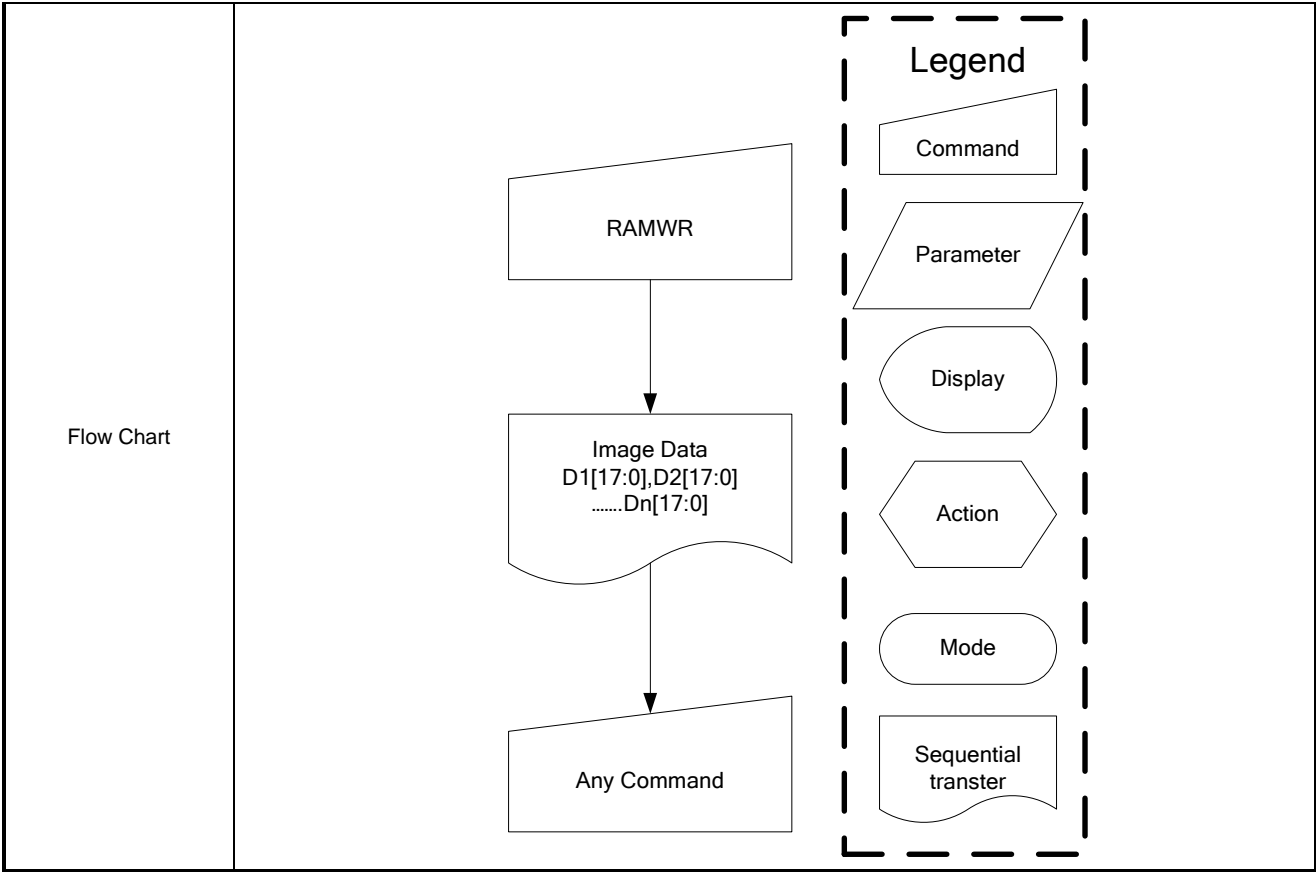 Flow Chart
RAMWR
Image Data
D1[17:0],D2[17:0]
.......Dn[17:0]
Any Command
Legend
Command
Parameter
Display
Action
Mode
Sequential
transter